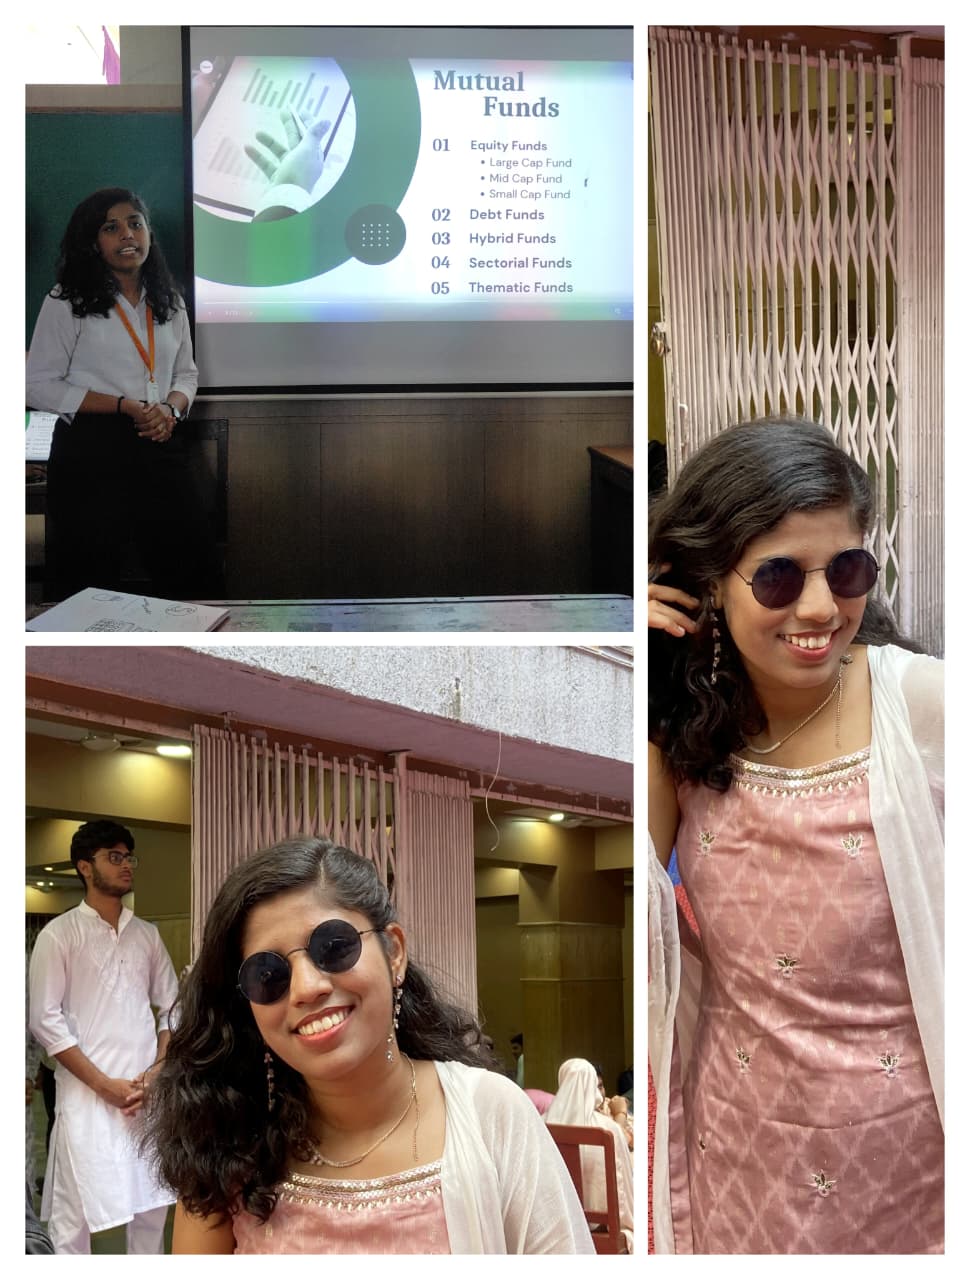 Mutual
Funds
01 Equity Funds
• Large Cap Fund
• Mid Cap Fund
• Small Cap Fund
02 Debt Funds
03 Hybrid Funds
04 Sectorial Funds
05 Thematic Funds